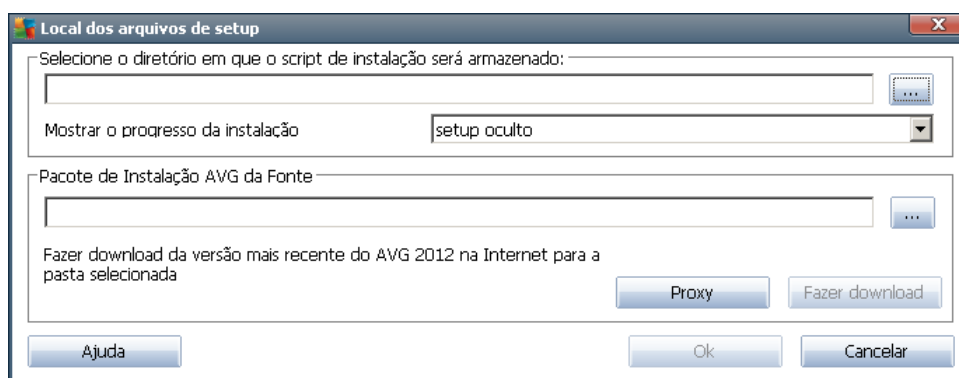 Local dos arquivos de setup
Selecione o diretório em que o script de instalação será armazenado:
...
Mostrar o progresso da instalação
setup oculto
Pacote de Instalação AVG da Fonte
...
Fazer download da versão mais recente do AVG 2012 na Internet para a
pasta selecionada
Proxy
Fazer download
Ajuda
Ok
Cancelar